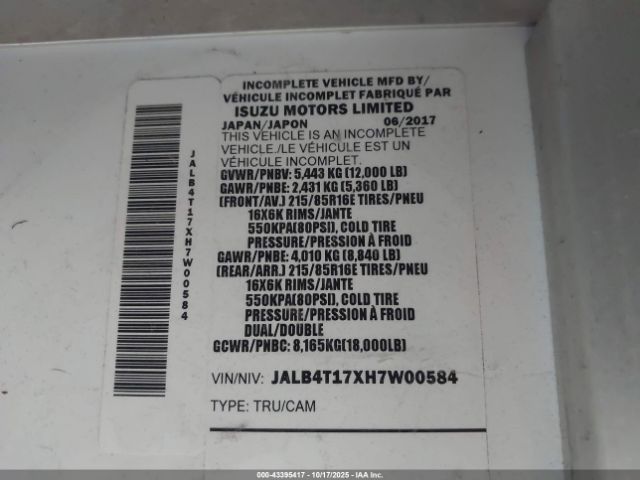 INCOMPLETE VEHICLE MFD BY/
VÉHICULE INCOMPLET FABRIQUÉ PAR
ISUZU MOTORS LIMITED
JAPAN/JAPON 06/2017
THIS VEHICLE IS AN INCOMPLETE
VEHICLE./LE VÉHICULE EST UN
VÉHICULE INCOMPLET.
GVWR/PNBV: 5,443 KG (12,000 LB)
GAWR/PNBE: 2,431 KG (5,360 LB)
(FRONT/AV.) 215/85R16E TIRES/PNEU
16X6K RIMS/JANTE
550KPA(80PSI), COLD TIRE
PRESSURE/PRESSION À FROID
GAWR/PNBE: 4,010 KG (8,840 LB)
(REAR/ARR.) 215/85R16E TIRES/PNEU
16X6K RIMS/JANTE
550KPA(80PSI), COLD TIRE
PRESSURE/PRESSION À FROID
DUAL/DOUBLE
GCWR/PNBC: 8,165KG(18,000LB)
VIN/NIV: JALB4T17XH7W00584
TYPE: TRU/CAM
JALB4T17XH7W00584
000-43395417 | 10/17/2025 - IAA Inc.